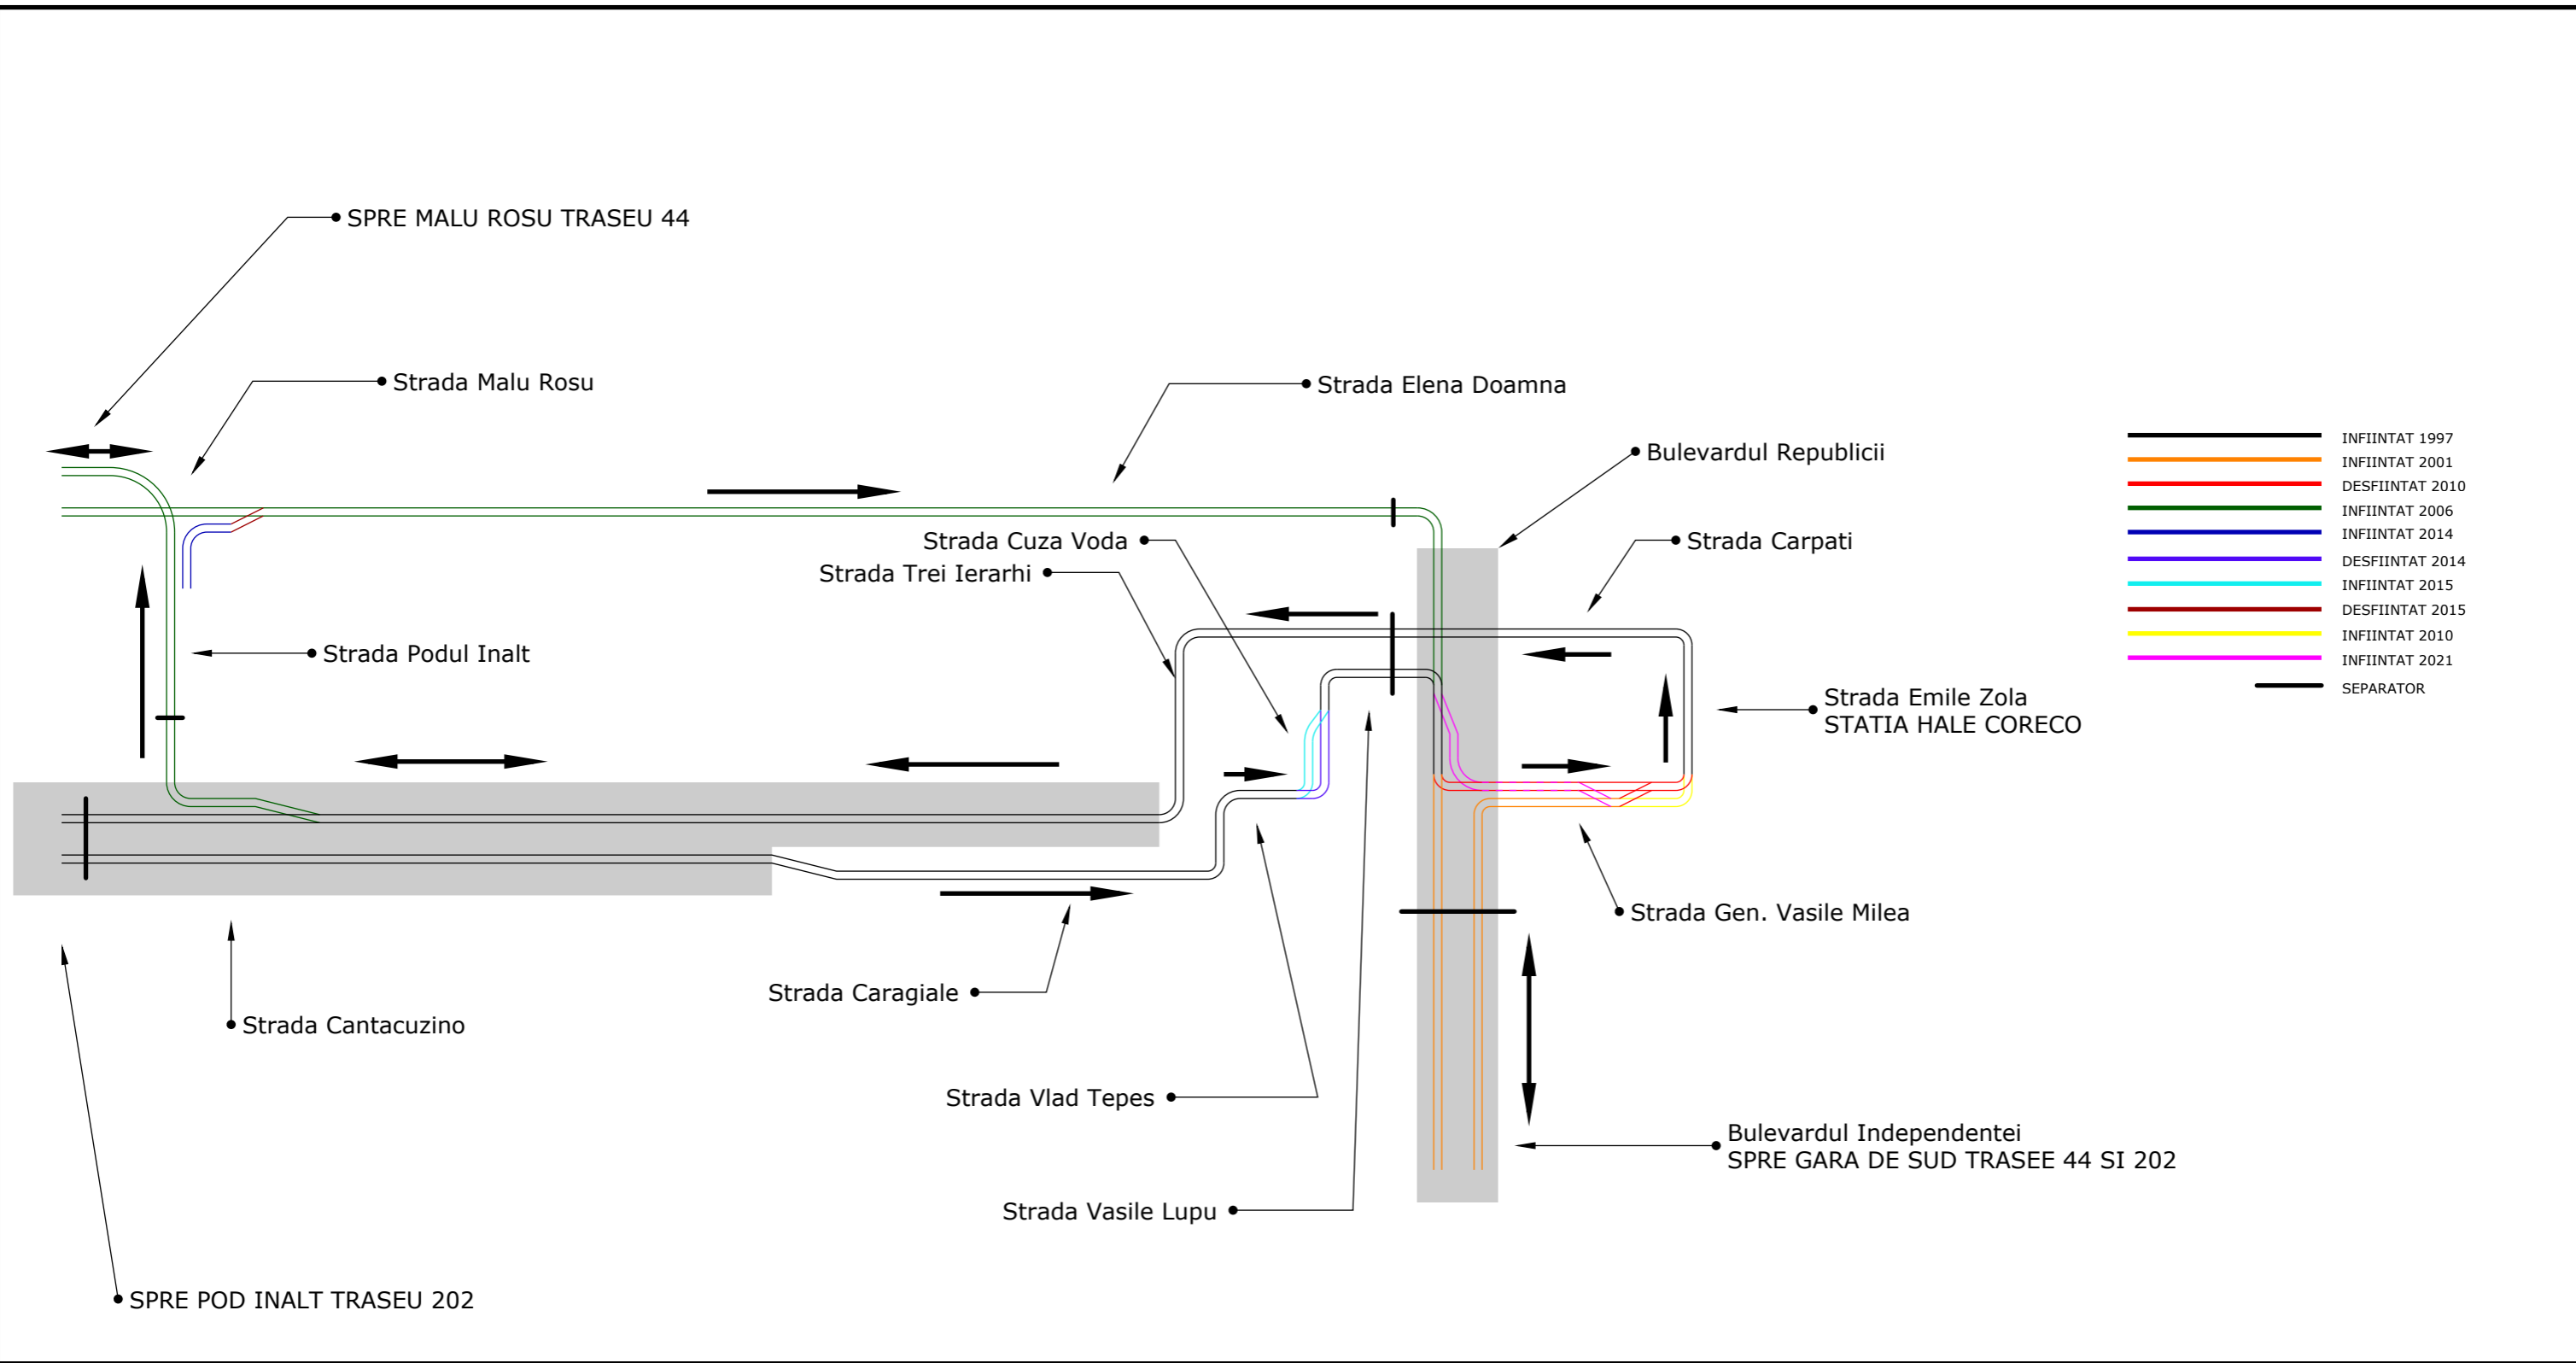 SPRE MALU ROSU TRASEU 44
Strada Malu Rosu
Strada Elena Doamna
Bulevardul Republicii
Strada Cuza Voda
Strada Trei Ierarhi
Strada Carpati
Strada Podul Inalt
Strada Emile Zola
STATIA HALE CORECO
Strada Gen. Vasile Milea
Strada Caragiale
Strada Cantacuzino
Strada Vlad Tepes
Bulevardul Independentei
SPRE GARA DE SUD TRASEE 44 SI 202
Strada Vasile Lupu
SPRE POD INALT TRASEU 202
INFIINTAT 1997
INFIINTAT 2001
DESFIINTAT 2010
INFIINTAT 2006
INFIINTAT 2014
DESFIINTAT 2014
INFIINTAT 2015
DESFIINTAT 2015
INFIINTAT 2010
INFIINTAT 2021
SEPARATOR